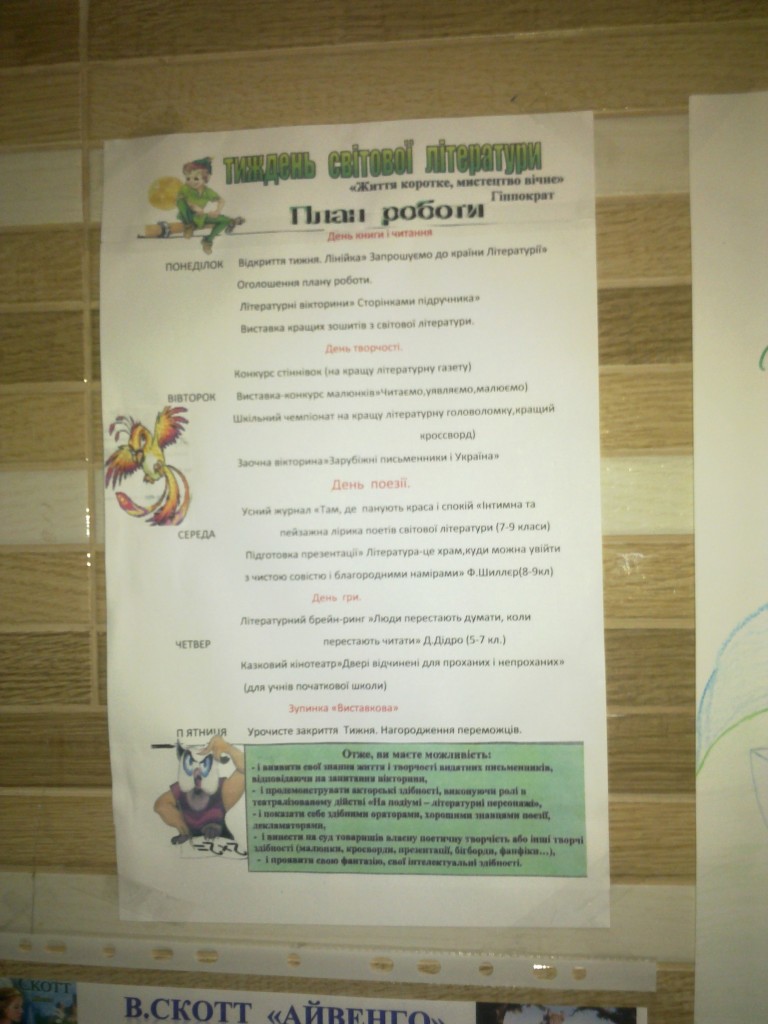 тиждень світової літератури
«Життя коротке, мистецтво вічне»
Гіппократ
План роботи
День книги і читання
ПОНЕДІЛОК Відкриття тижня. Лінійка» Запрошуємо до країни Літературії»
Оголошення плану роботи.
Літературні вікторини» Сторінками підручника»
Виставка кращих зошитів з світової літератури.
День творчості.
Конкурс стіннівок (на кращу літературну газету)
ВІВТОРОК Виставка-конкурс малюнків»Читаємо,уявляємо,малюємо)
Шкільний чемпіонат на кращу літературну головоломку,кращий
кроссворд)
Заочна вікторина»Зарубіжні письменники і Україна»
День поезії.
Усний журнал «Там, де панують краса і спокій «Інтимна та
СЕРЕДА пейзажна лірика поетів світової літератури (7-9 класи)
Підготовка презентації» Література-це храм,куди можна увійти
з чистою совістю і благородними намірами» Ф.Шиллєр(8-9кл)
День гри.
Літературний брейн-ринг «Люди перестають думати, коли
ЧЕТВЕР перестають читати» Д.Дідро (5-7 кл.)
Казковий кінотеатр»Двері відчинені для проханих і непроханих»
(для учнів початкової школи)
Зупинка «Виставкова»
П ЯТНИЦЯ Урочисте закриття Тижня. Нагородження переможців.
Отже, ви маєте можливість:
- і виявити свої знання життя і творчості видатних письменників,
відповідаючи на запитання вікторини,
- і продемонструвати акторські здібності, виконуючи ролі в
театралізованому дійстві «На подіумі – літературні персонажі»,
- і показати себе здібними ораторами, хорошими знавцями поезії,
декламаторами,
- і винести на суд товаришів власну поетичну творчість або інші творчі
здібності (малюнки, кросворди, презентації, бігборди, фанфіки...),
- і проявити свою фантазію, свої інтелектуальні здібності.
СКОТТ
В.СКОТТ «АЙВЕНГО»